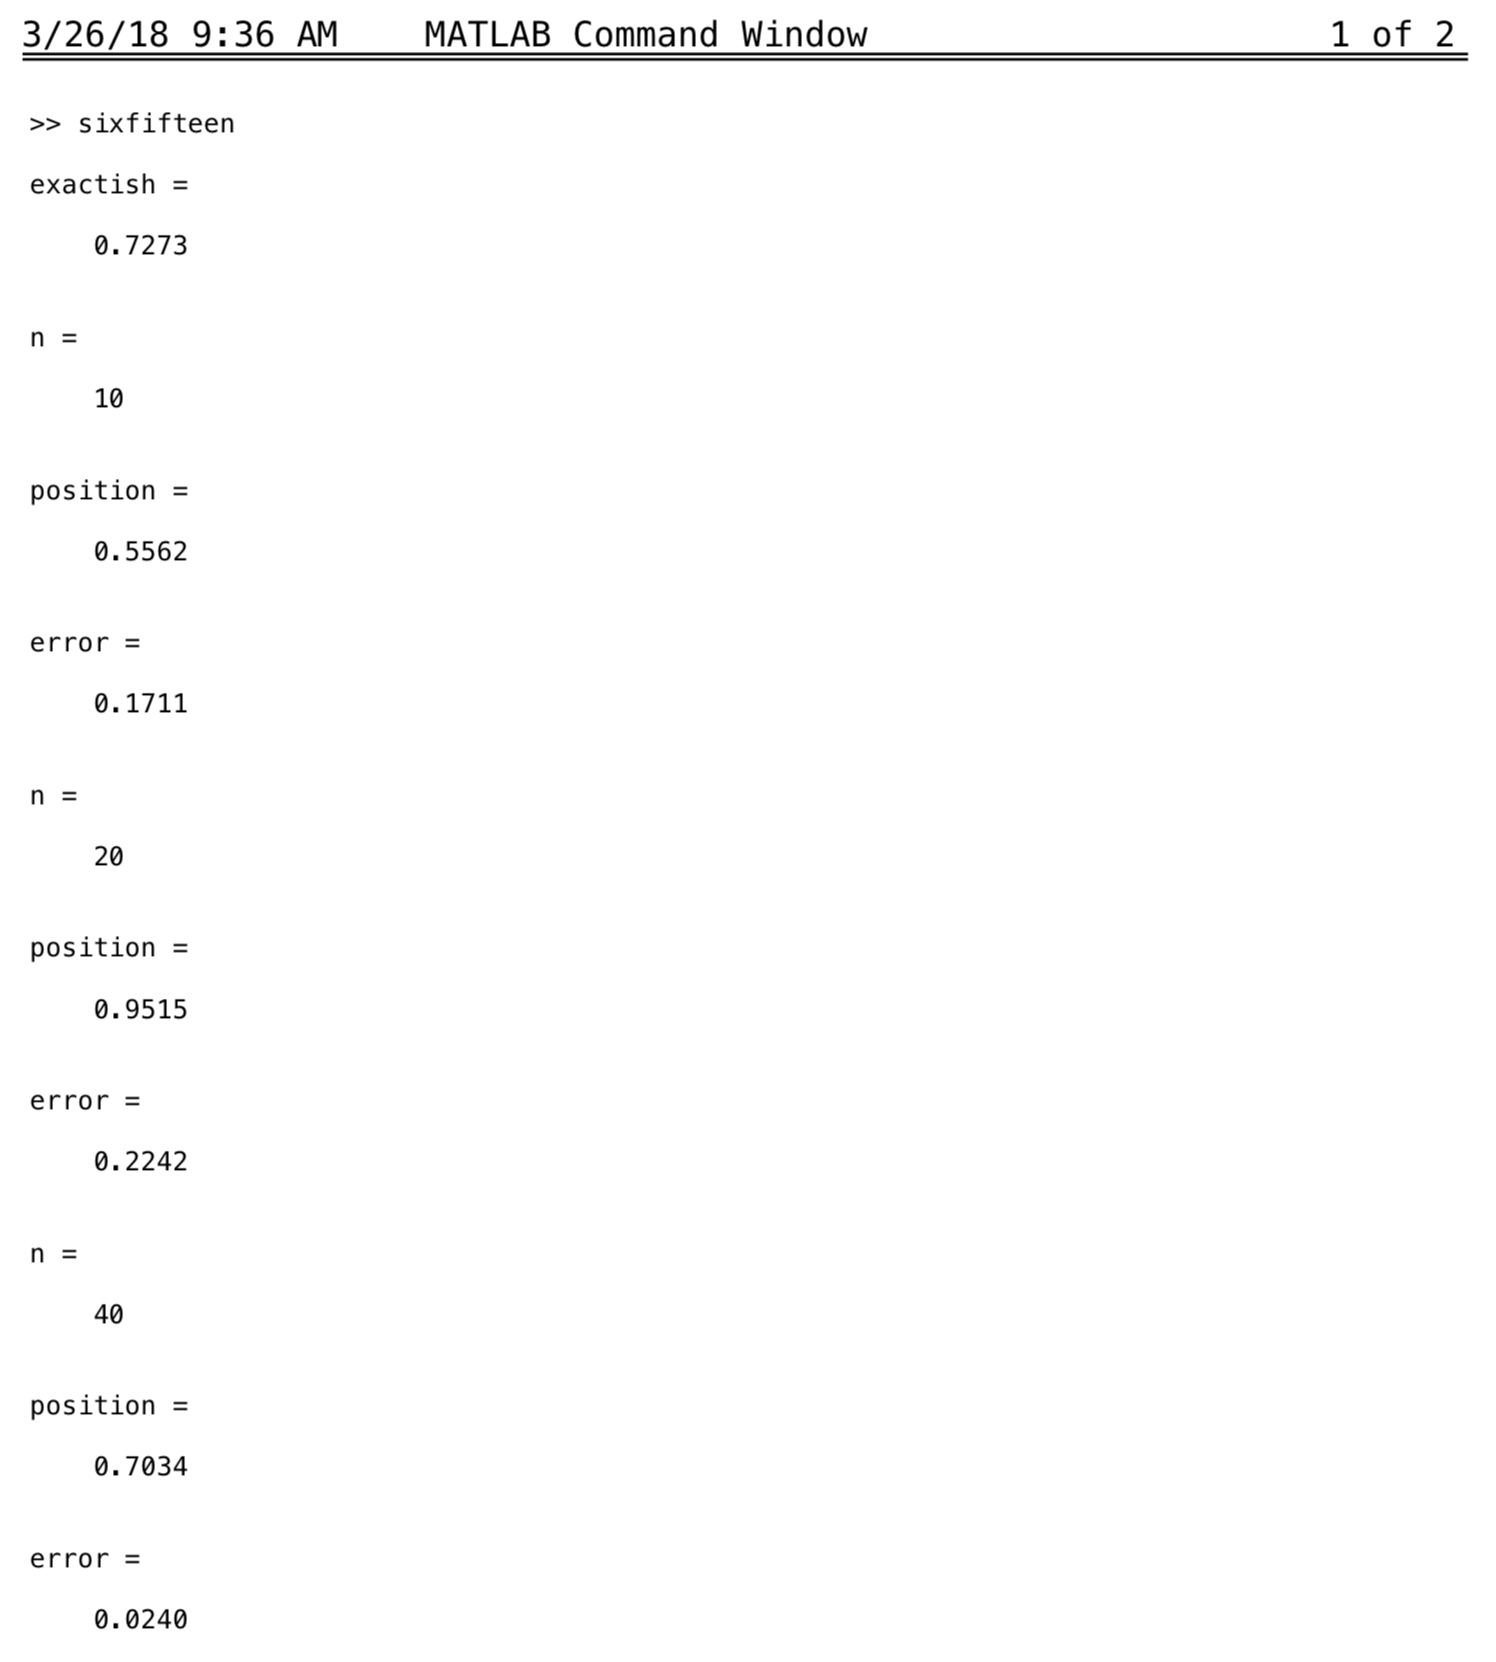 3/26/18 9:36 AM    MATLAB Command Window    1 of 2
>> sixfifteen
exactish =
0.7273
n =
10
position =
0.5562
error =
0.1711
n =
20
position =
0.9515
error =
0.2242
n =
40
position =
0.7034
error =
0.0240